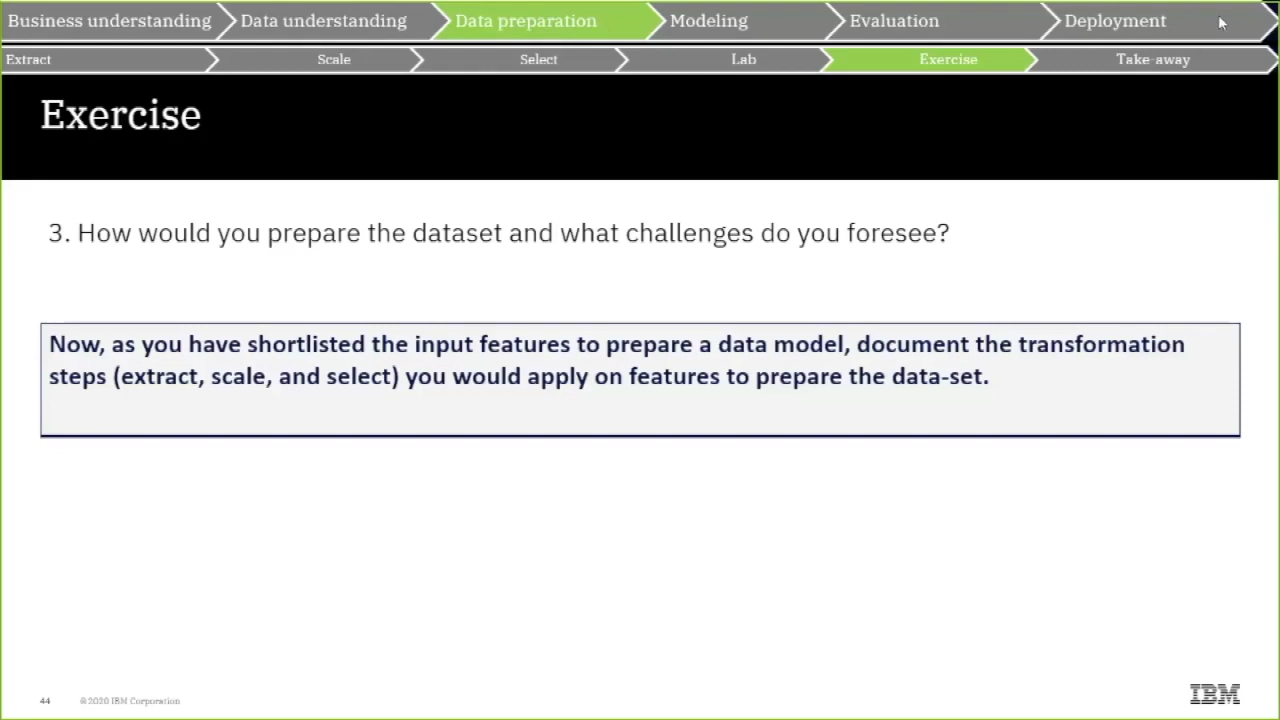 Business understanding
Data understanding
Data preparation
Modeling
Evaluation
Deployment
Extract
Scale
Select
Lab
Exercise
Take-away
Exercise
3. How would you prepare the dataset and what challenges do you foresee?
Now, as you have shortlisted the input features to prepare a data model, document the transformation
steps (extract, scale, and select) you would apply on features to prepare the data-set.
44
© 2020 IBM Corporation
IBM